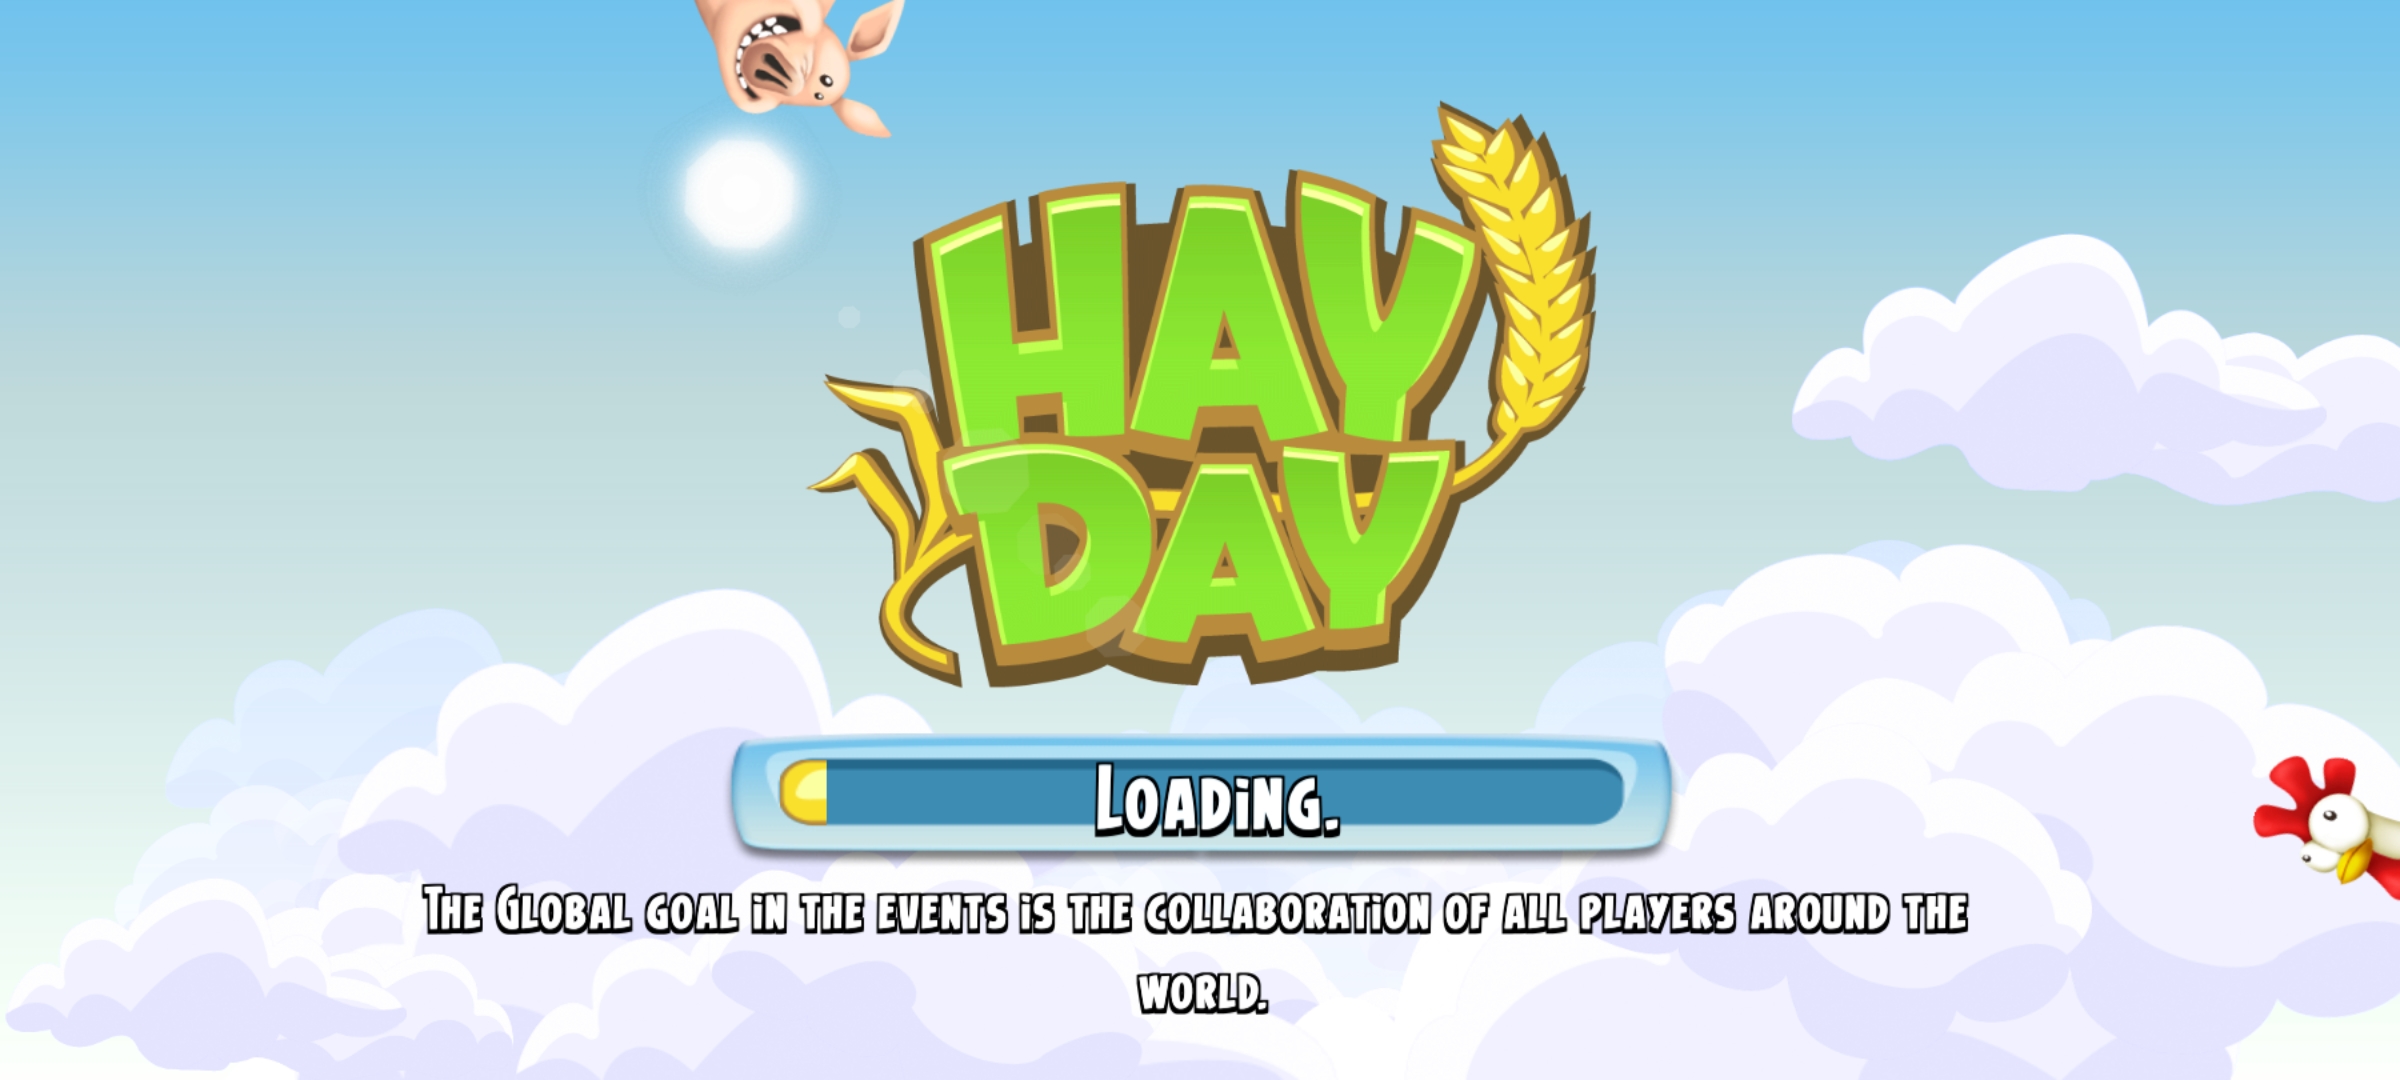 HAY
DAY
LOADiNG.
THE GLOBAL GOAL iN THE EVENTS iS THE COLLABORATiON OF ALL PLAYERS AROUND THE
WORLD.